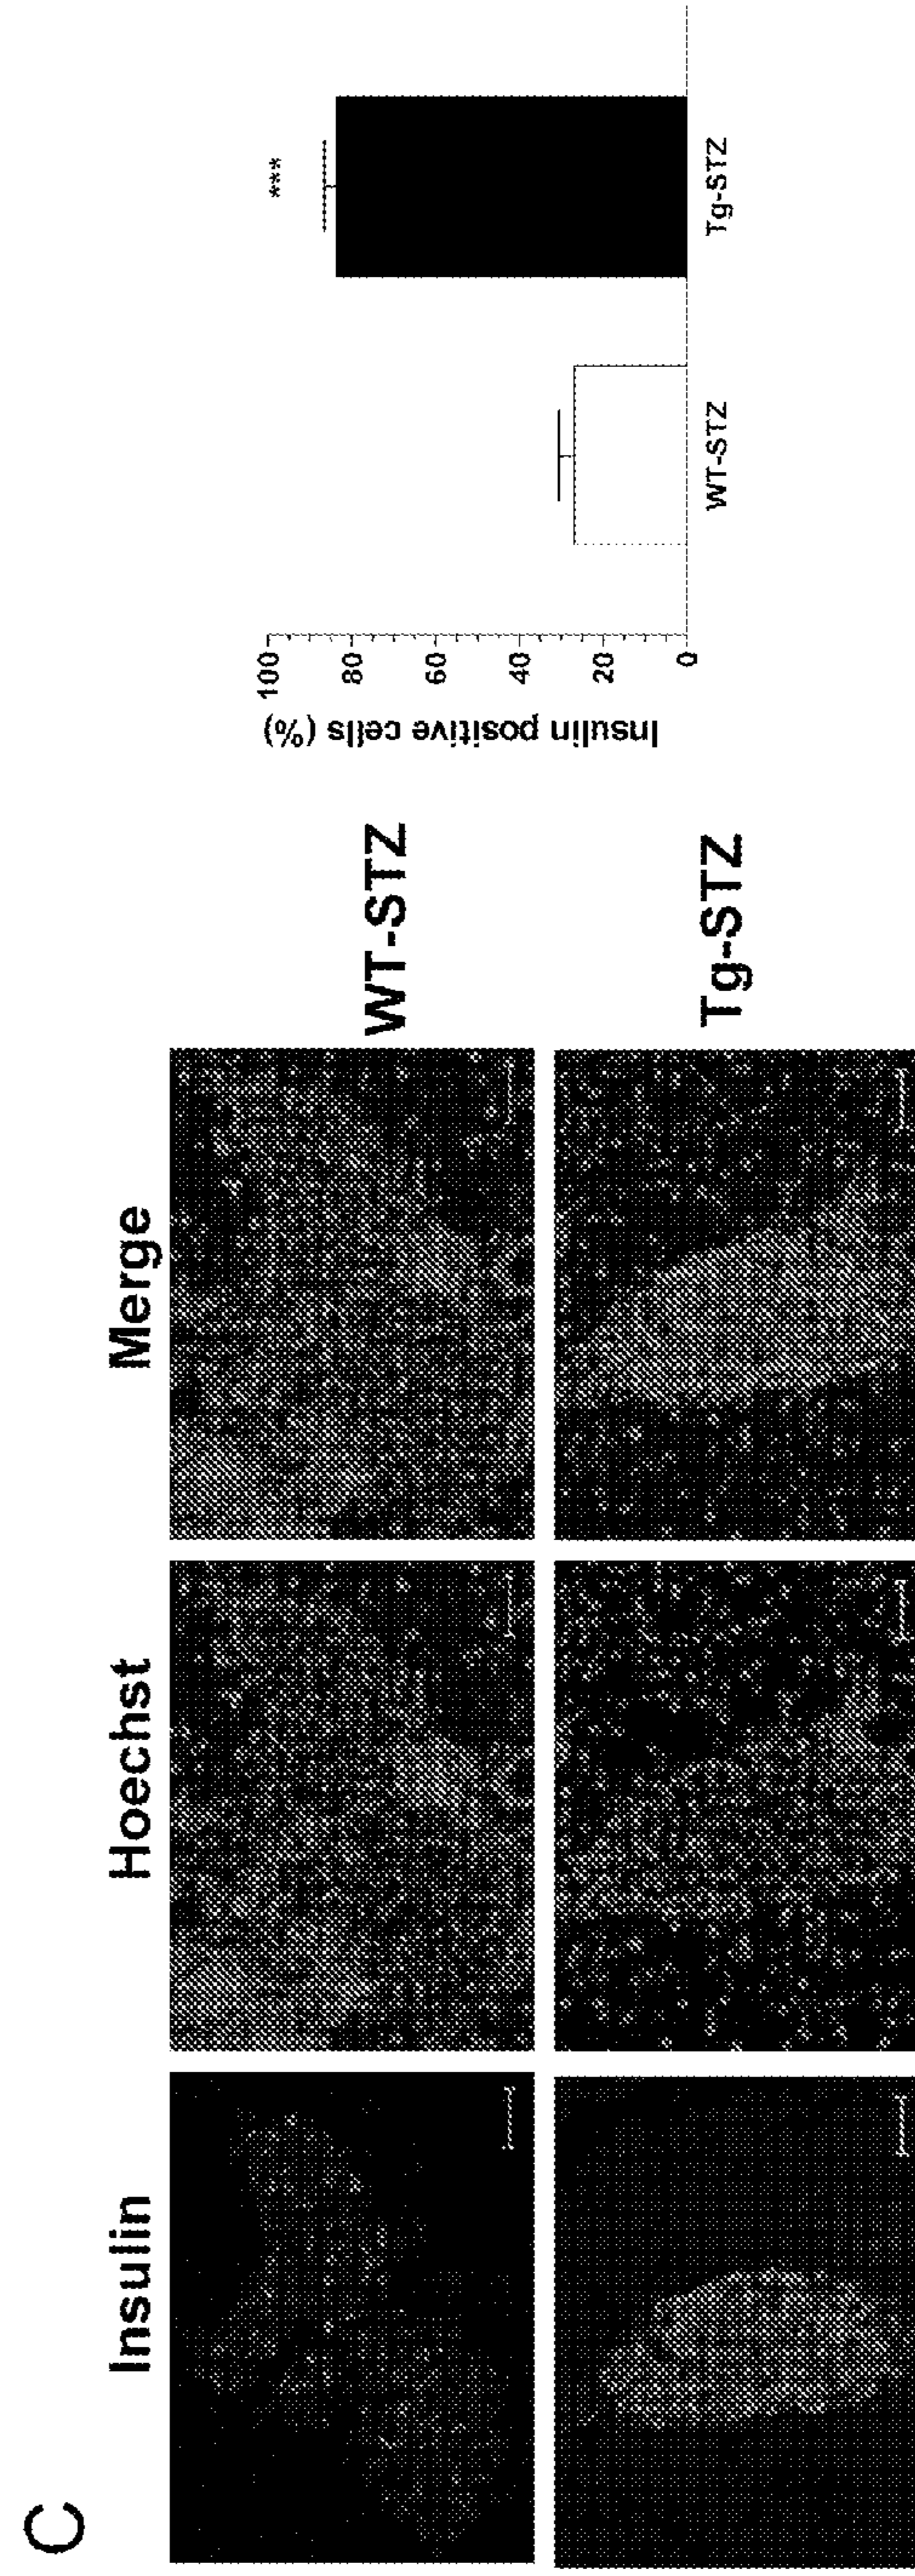 C
Insulin
Hoechst
Merge
WT-STZ
Tg-STZ
Insulin positive cells (%)
100
80
60
40
20
0
***
WT-STZ
Tg-STZ